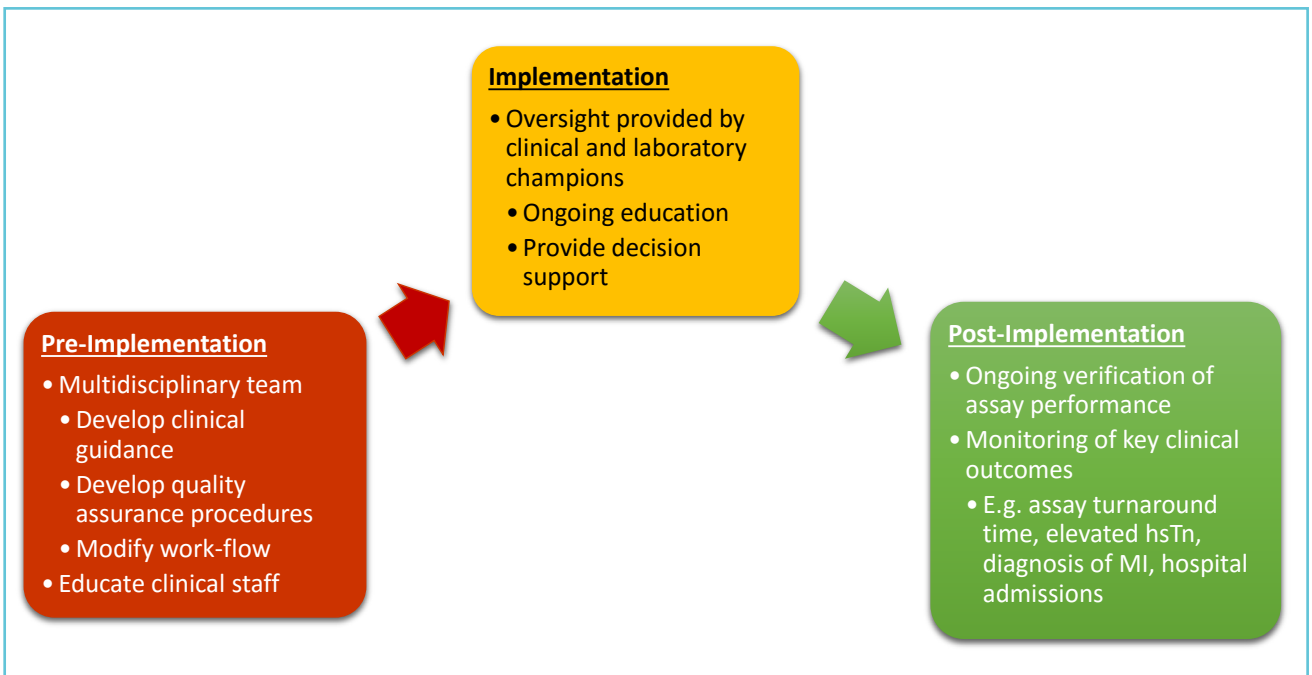 Pre-Implementation
• Multidisciplinary team
• Develop clinical
guidance
• Develop quality
assurance procedures
• Modify work-flow
• Educate clinical staff
Implementation
• Oversight provided by
clinical and laboratory
champions
• Ongoing education
• Provide decision
support
Post-Implementation
• Ongoing verification of
assay performance
• Monitoring of key clinical
outcomes
• E.g. assay turnaround
time, elevated hsTn,
diagnosis of MI, hospital
admissions